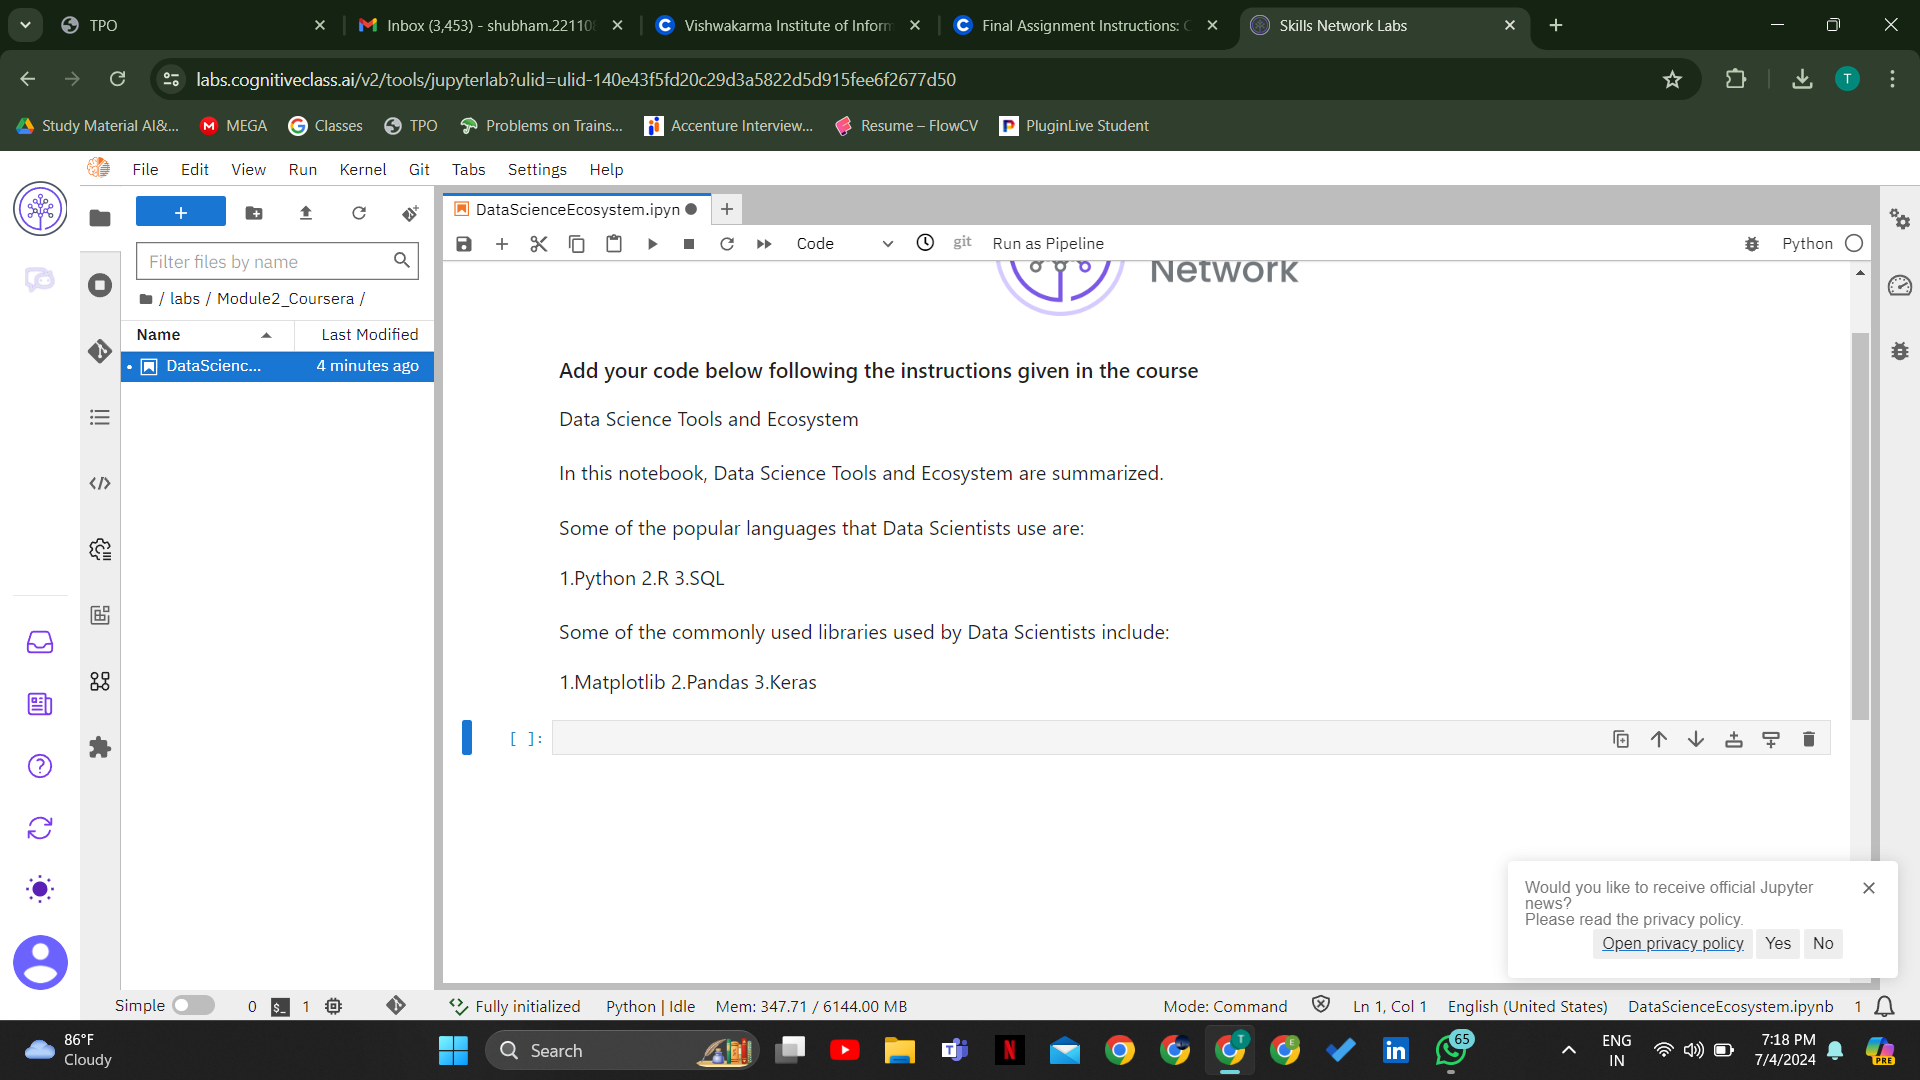 TPO
Inbox (3,453) - shubham.22110
Vishwakarma Institute of Inform
Final Assignment Instructions: C
Skills Network Labs
labs.cognitiveclass.ai/v2/tools/jupyterlab?ulid=ulid-140e43f5fd20c29d3a5822d5d915fee6f2677d50
T
Study Material AI&...
MEGA
Classes
TPO
Problems on Trains...
Accenture Interview...
Resume – FlowCV
PluginLive Student
File Edit View Run Kernel Git Tabs Settings Help
DataScienceEcosystem.ipyn
Code
git
Run as Pipeline
Python
Filter files by name
/ labs / Module2_Coursera /
Name
Last Modified
DataScienc...
4 minutes ago
Network
Add your code below following the instructions given in the course
Data Science Tools and Ecosystem
In this notebook, Data Science Tools and Ecosystem are summarized.
Some of the popular languages that Data Scientists use are:
1.Python 2.R 3.SQL
Some of the commonly used libraries used by Data Scientists include:
1.Matplotlib 2.Pandas 3.Keras
[ ]:
Would you like to receive official Jupyter
news?
Please read the privacy policy.
Open privacy policy
Yes
No
Simple
0
1
Fully initialized
Python | Idle
Mem: 347.71 / 6144.00 MB
Mode: Command
Ln 1, Col 1
English (United States)
DataScienceEcosystem.ipynb
1
86°F
Cloudy
Search
T
E
65
ENG
IN
7:18 PM
7/4/2024
PRE